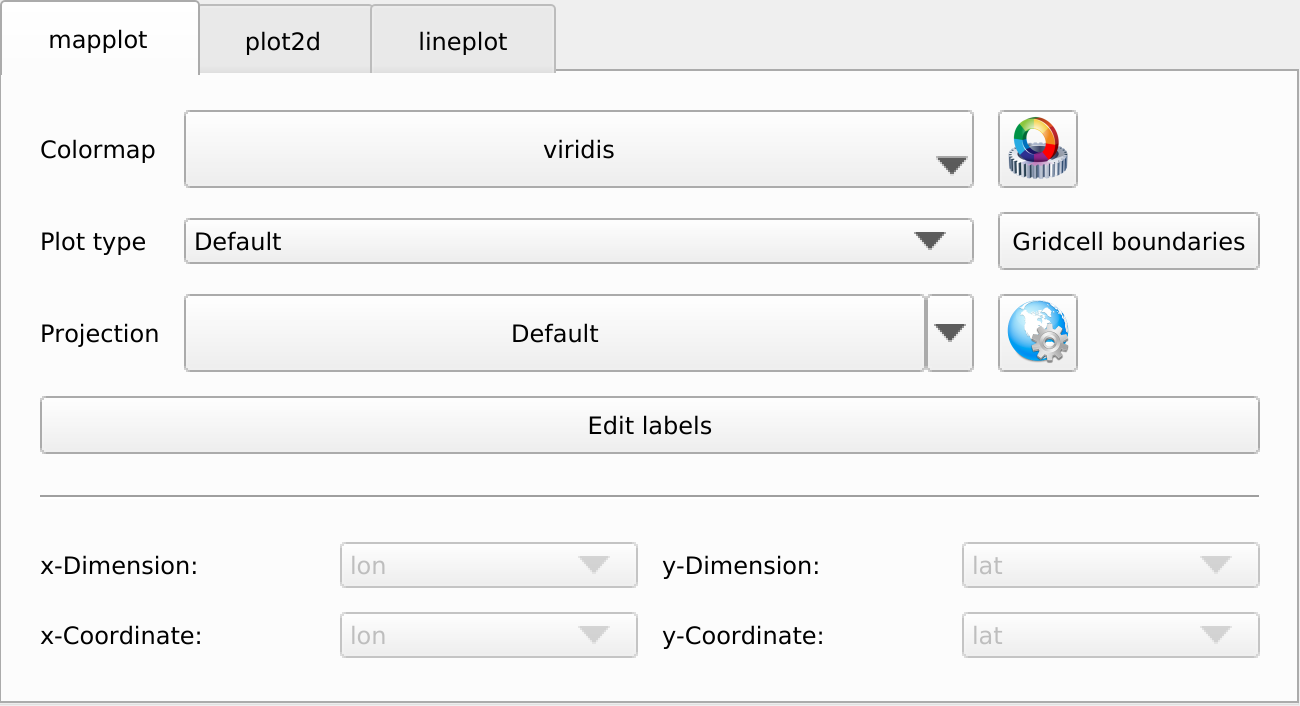 mapplot plot2d lineplot
Colormap viridis
Plot type Default Gridcell boundaries
Projection Default
Edit labels
x-Dimension: lon y-Dimension: lat
x-Coordinate: lon y-Coordinate: lat